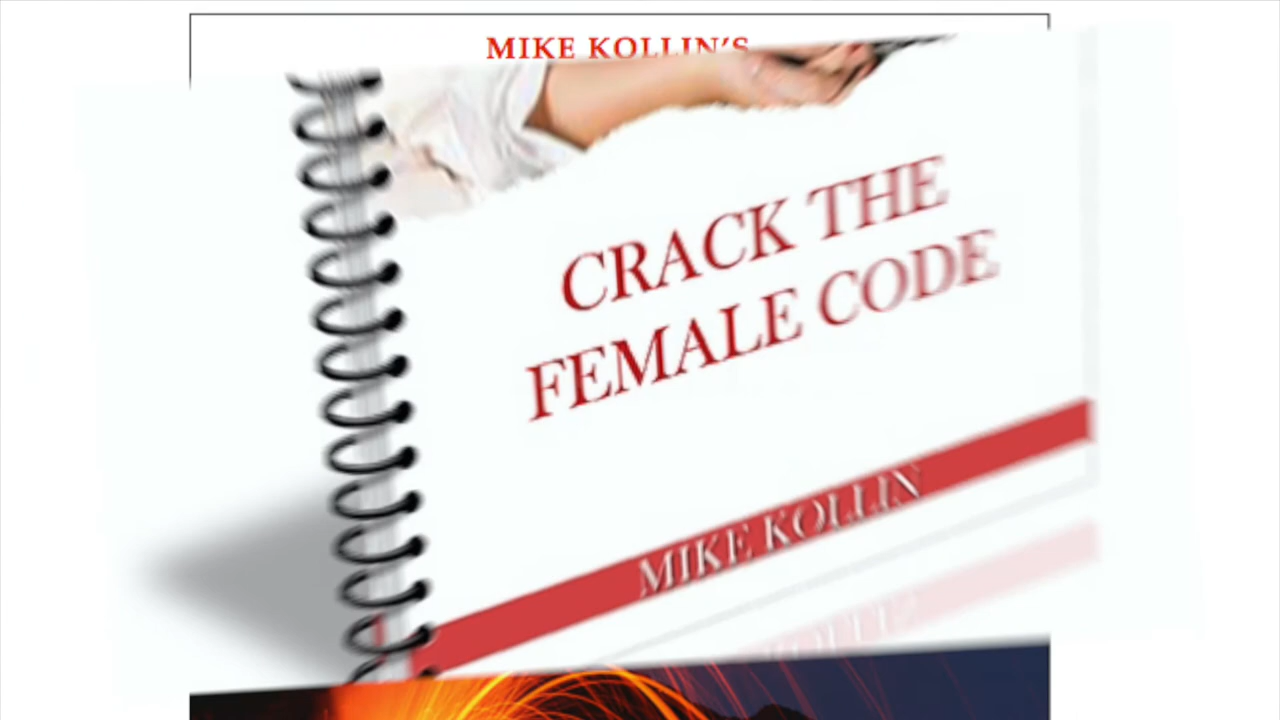 MIKE KOLLIN'S
CRACK THE
FEMALE CODE
MIKE KOLLIN